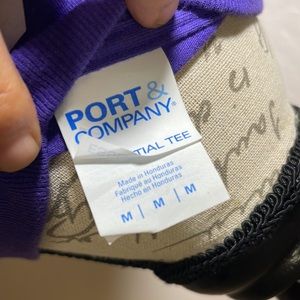 PORT &
COMPANY®
ESSENTIAL TEE
Made in Honduras
Fabriqué au Honduras
Hecho en Honduras
M | M | M